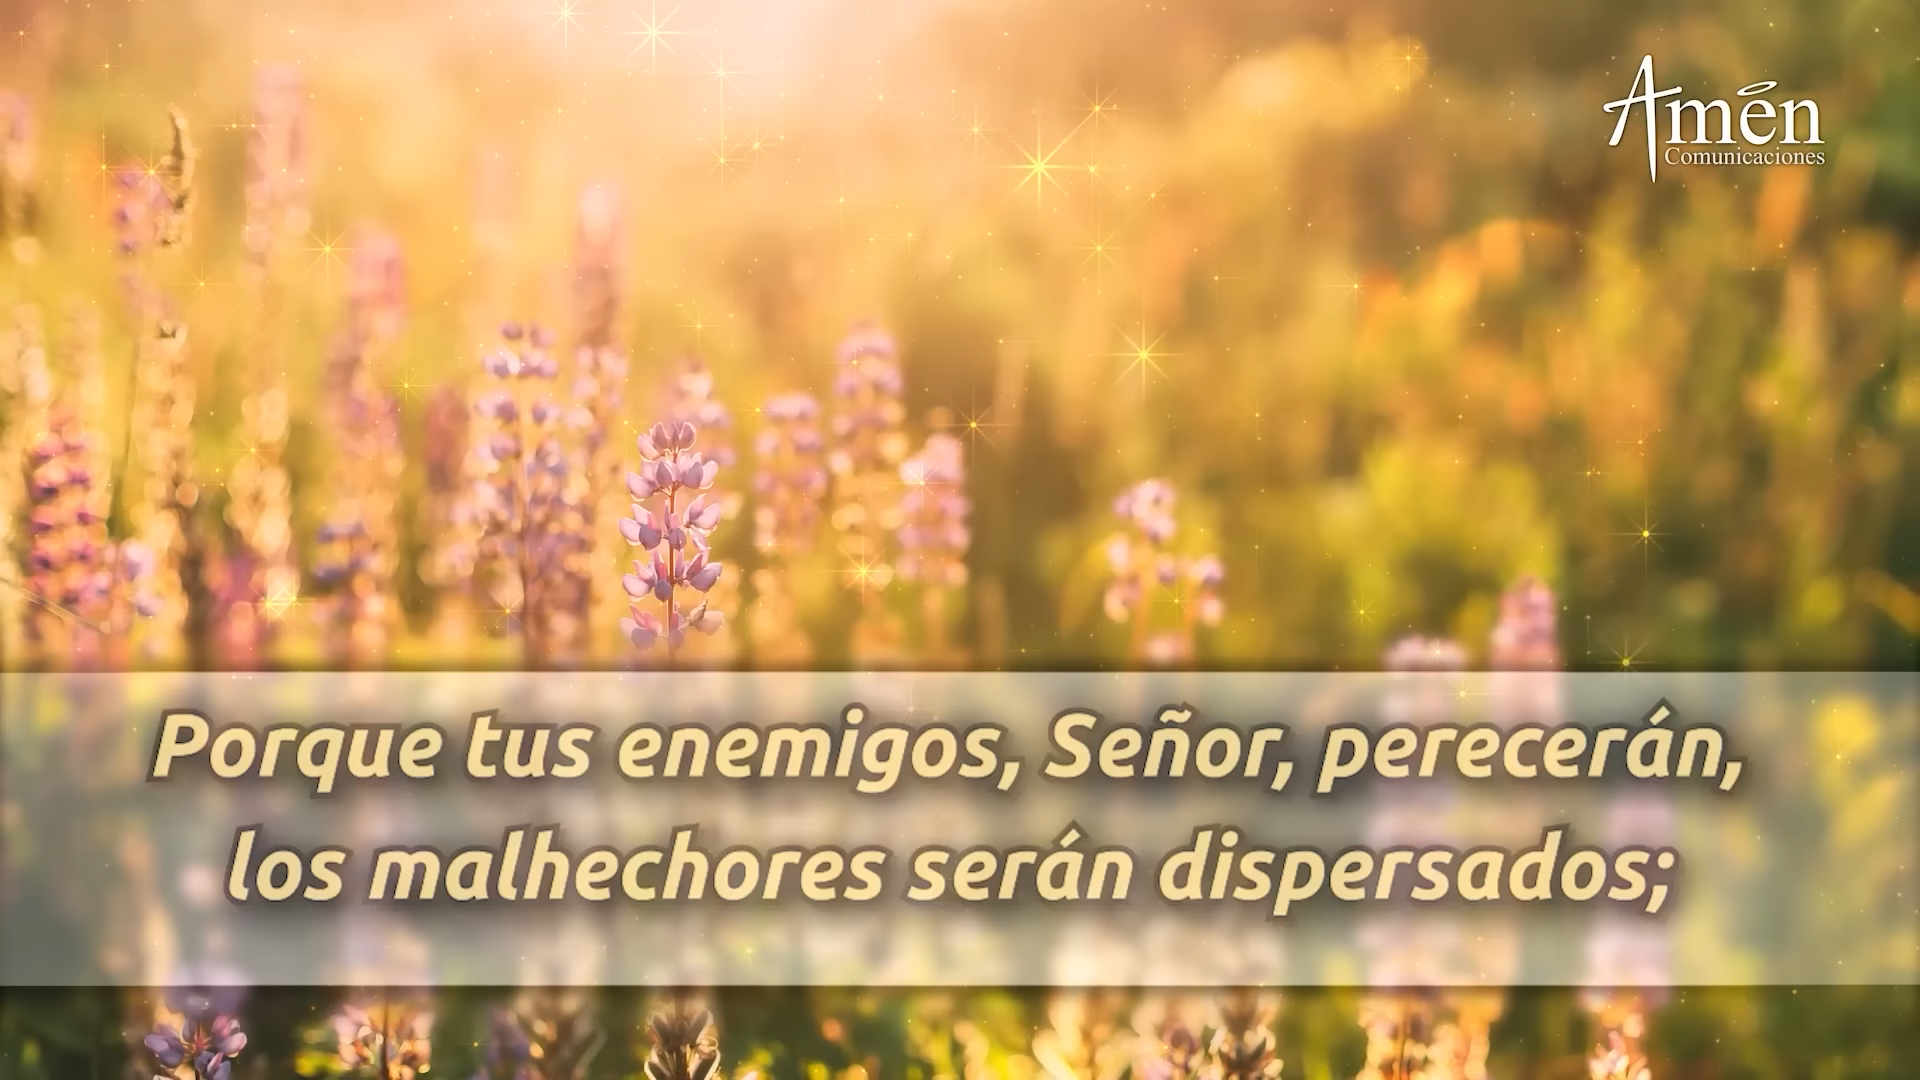 Amén
Comunicaciones
Porque tus enemigos, Señor, perecerán,
los malhechores serán dispersados;